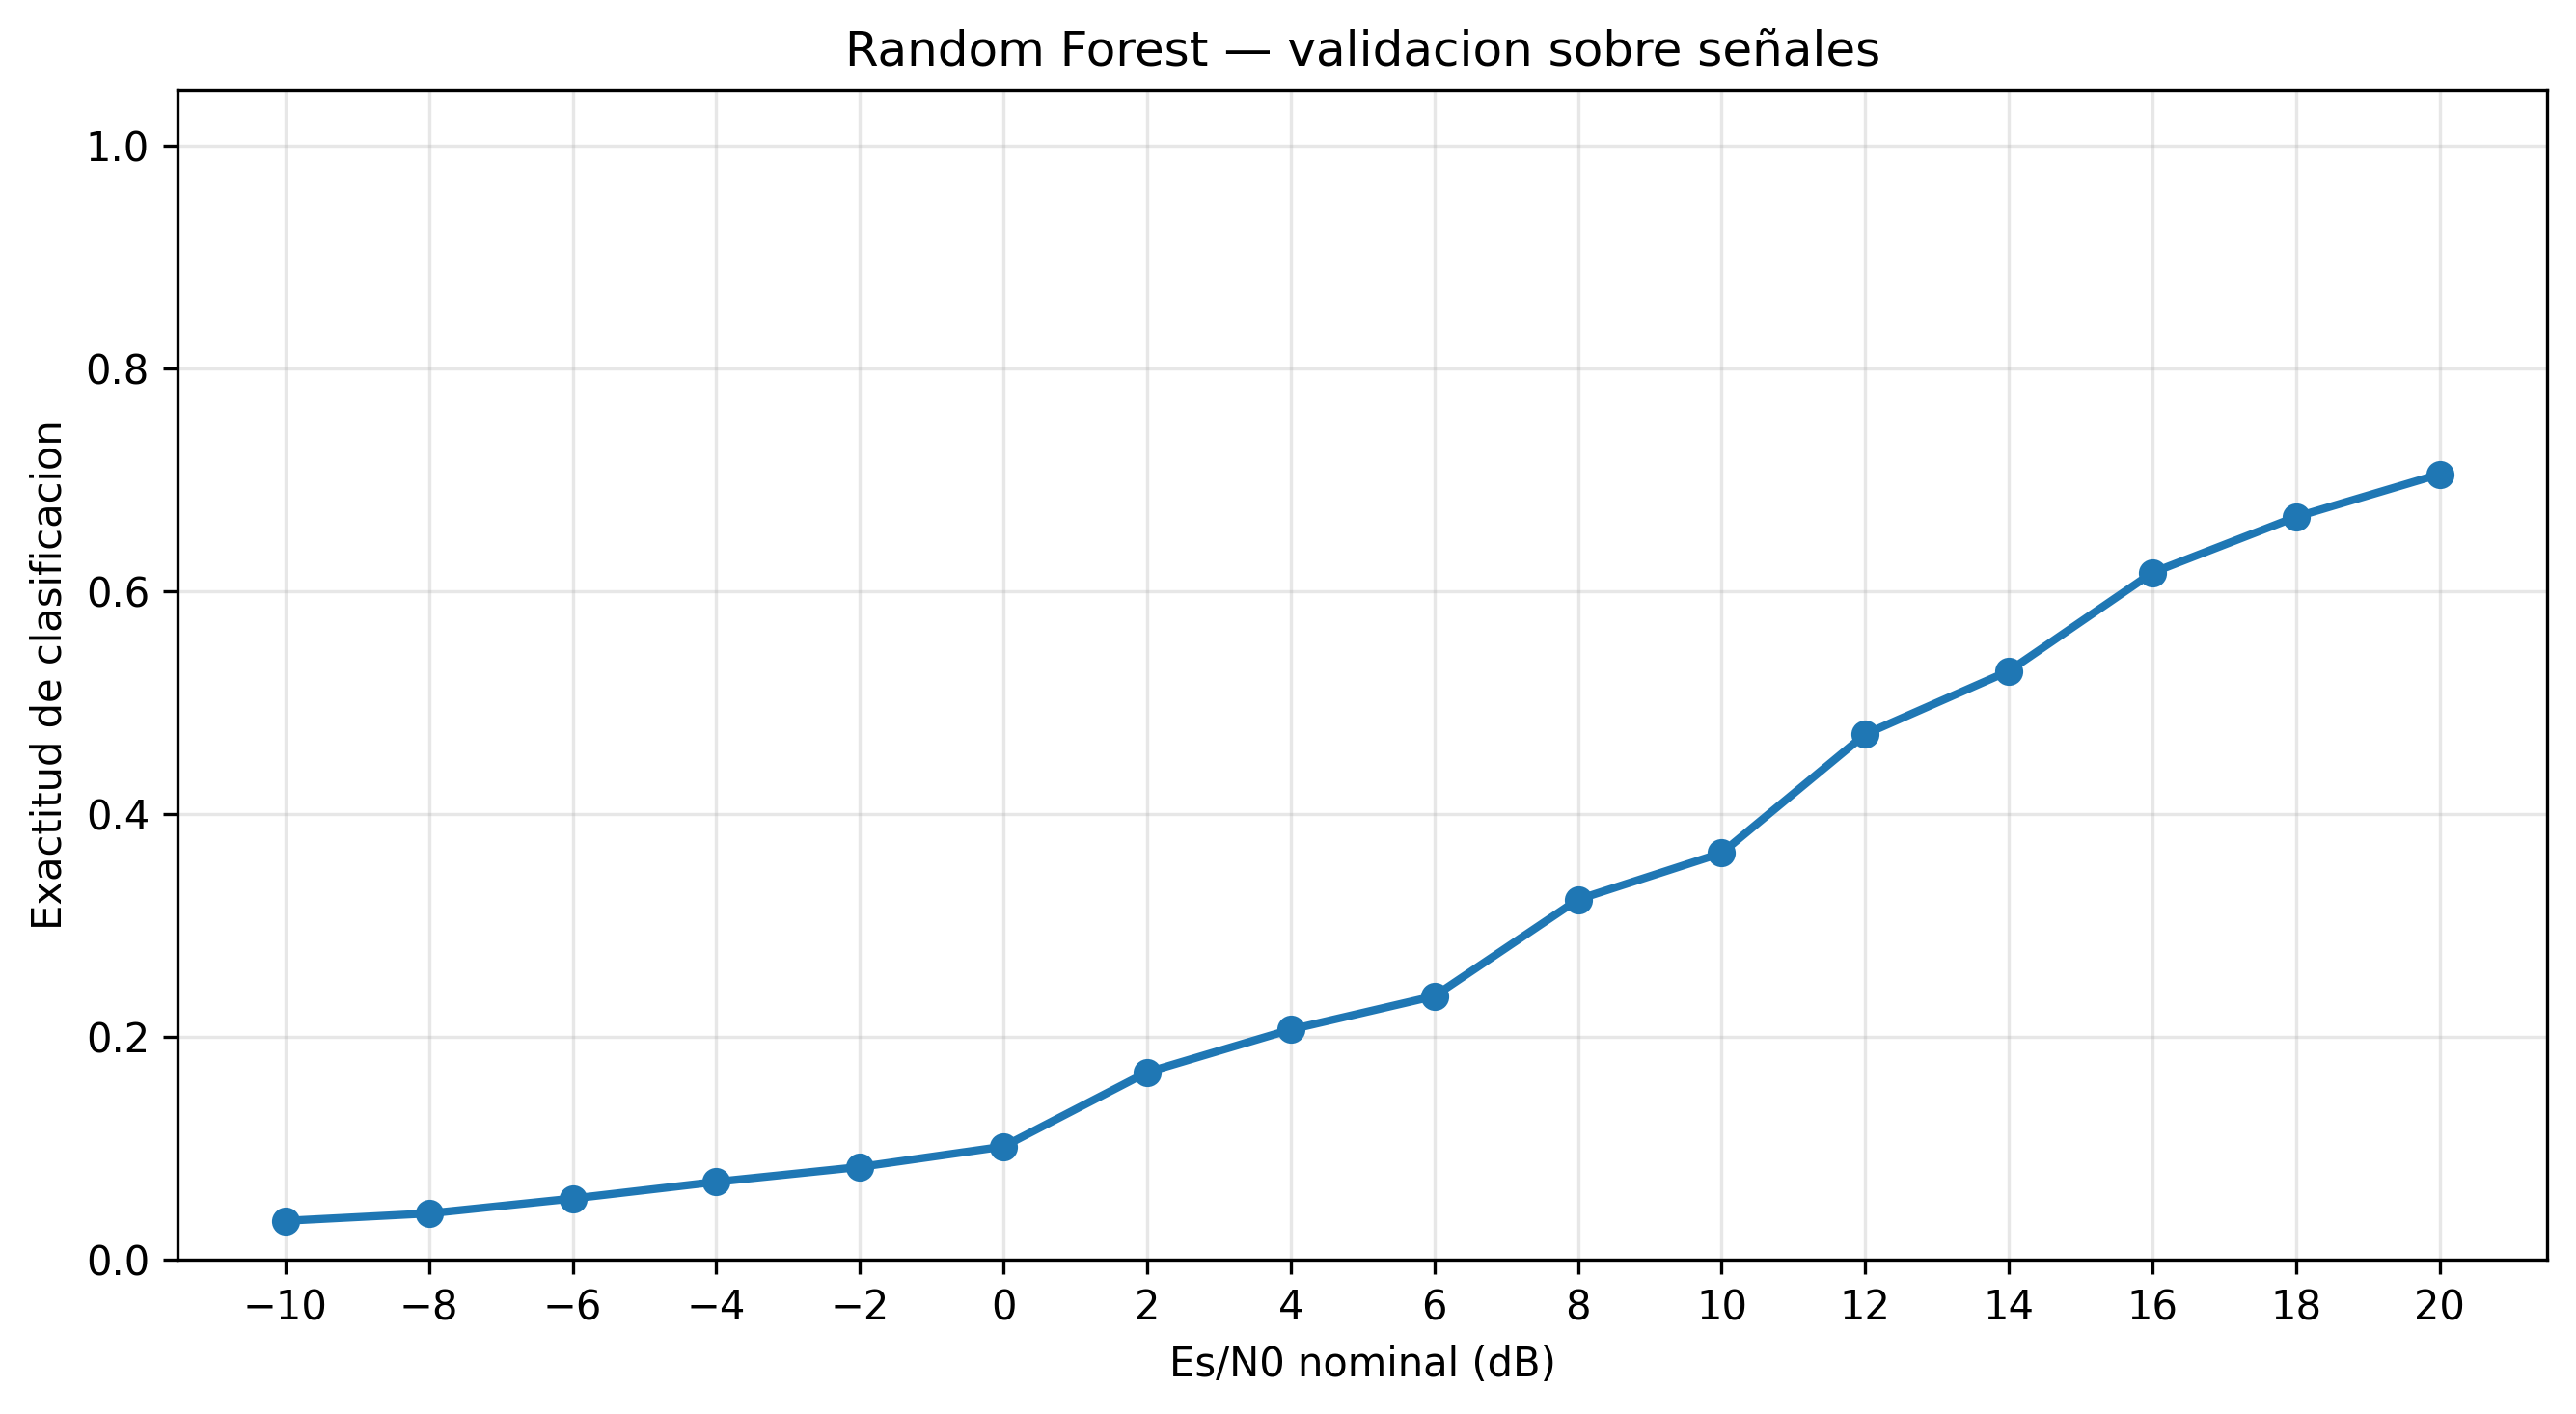 Random Forest — validacion sobre señales
Exactitud de clasificacion
1.0
0.8
0.6
0.4
0.2
0.0
−10 −8 −6 −4 −2 0 2 4 6 8 10 12 14 16 18 20
Es/N0 nominal (dB)